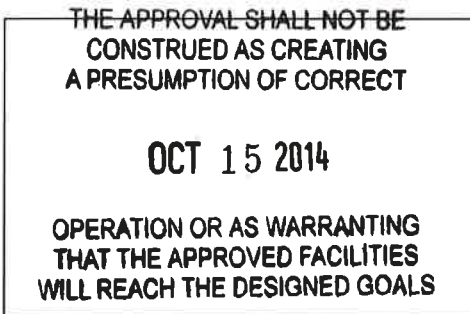 THE APPROVAL SHALL NOT BE
CONSTRUED AS CREATING
A PRESUMPTION OF CORRECT
OCT 15 2014
OPERATION OR AS WARRANTING
THAT THE APPROVED FACILITIES
WILL REACH THE DESIGNED GOALS